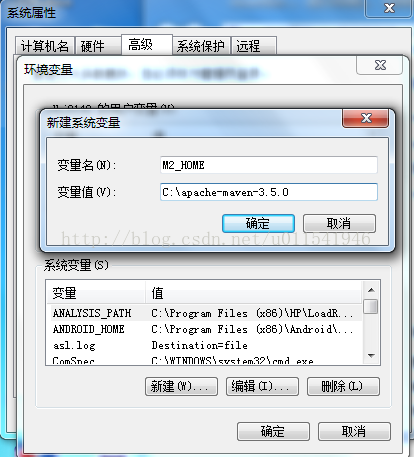 系统属性
计算机名 硬件 高级 系统保护 远程
环境变量
的用户变量(U)
新建系统变量
变量名(N): M2_HOME
变量值(V): C:\apache-maven-3.5.0
确定 取消
http://blog.csdn.net/u011541946
系统变量(S)
变量 值
ANALYSIS_PATH C:\Program Files (x86)\HP\LoadR...
ANDROID_HOME C:\Program Files (x86)\Android\...
asl.log Destination=file
ComSpec C:\WINDOWS\system32\cmd.exe
新建(W)... 编辑(I)... 删除(L)
确定 取消